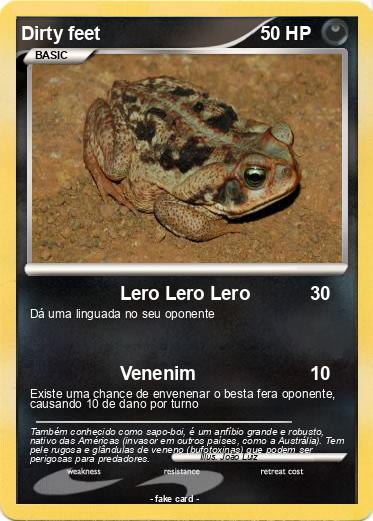 Dirty feet 50 HP
BASIC
Lero Lero Lero 30
Dá uma linguada no seu oponente
Venenim 10
Existe uma chance de envenenar o besta fera oponente,
causando 10 de dano por turno
Também conhecido como sapo-boi, é um anfíbio grande e robusto,
nativo das Américas (invasor em outros países, como a Austrália). Tem
pele rugosa e glândulas de veneno (bufotoxinas) que podem ser
perigosas para predadores.
Illus. João Luz
weakness resistance retreat cost
- fake card -